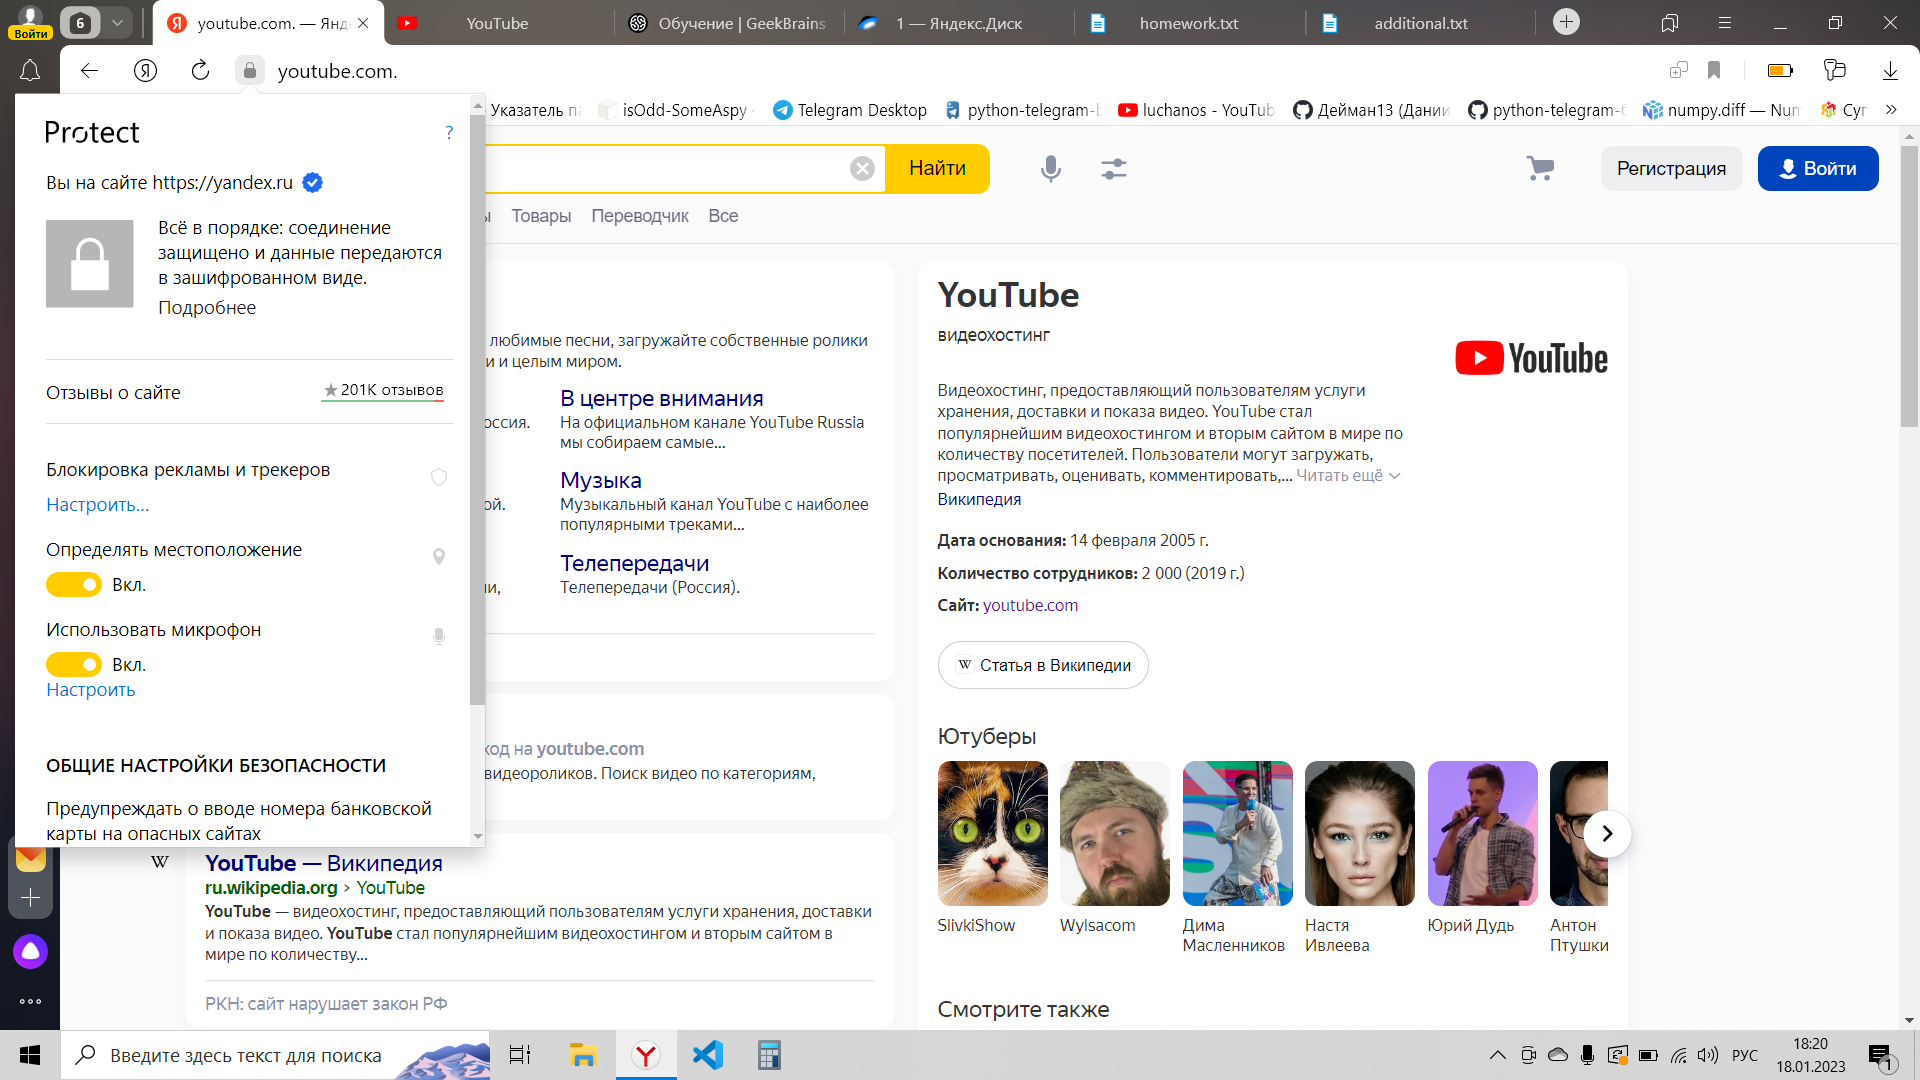 Войти
6
youtube.com. — Янд
YouTube
Обучение | GeekBrains
1 — Яндекс.Диск
homework.txt
additional.txt
youtube.com.
Указатель па
isOdd-SomeAspy
Telegram Desktop
python-telegram-b
luchanos - YouTub
Дейман13 (Дании
python-telegram-б
numpy.diff — Num
Суг
Protect
?
Вы на сайте https://yandex.ru
Всё в порядке: соединение
защищено и данные передаются
в зашифрованном виде.
Подробнее
Отзывы о сайте
201K отзывов
Блокировка рекламы и трекеров
Настроить...
Определять местоположение
Вкл.
Использовать микрофон
Вкл.
Настроить
ОБЩИЕ НАСТРОЙКИ БЕЗОПАСНОСТИ
Предупреждать о вводе номера банковской
карты на опасных сайтах
Найти
Регистрация
Войти
ы
Товары
Переводчик
Все
любимые песни, загружайте собственные ролики
и и целым миром.
оссия.
В центре внимания
На официальном канале YouTube Russia
мы собираем самые...
ой.
Музыка
Музыкальный канал YouTube с наиболее
популярными треками...
ли,
Телепередачи
Телепередачи (Россия).
ход на youtube.com
видеороликов. Поиск видео по категориям,
W
YouTube — Википедия
ru.wikipedia.org › YouTube
YouTube — видеохостинг, предоставляющий пользователям услуги хранения, доставки
и показа видео. YouTube стал популярнейшим видеохостингом и вторым сайтом в
мире по количеству...
РКН: сайт нарушает закон РФ
YouTube
видеохостинг
YouTube
Видеохостинг, предоставляющий пользователям услуги
хранения, доставки и показа видео. YouTube стал
популярнейшим видеохостингом и вторым сайтом в мире по
количеству посетителей. Пользователи могут загружать,
просматривать, оценивать, комментировать,... Читать ещё
Википедия
Дата основания: 14 февраля 2005 г.
Количество сотрудников: 2 000 (2019 г.)
Сайт: youtube.com
W Статья в Википедии
Ютуберы
SlivkiShow
Wylsacom
Дима
Масленников
Настя
Ивлеева
Юрий Дудь
Антон
Птушки
Смотрите также
Введите здесь текст для поиска
РУС
18:20
18.01.2023
1